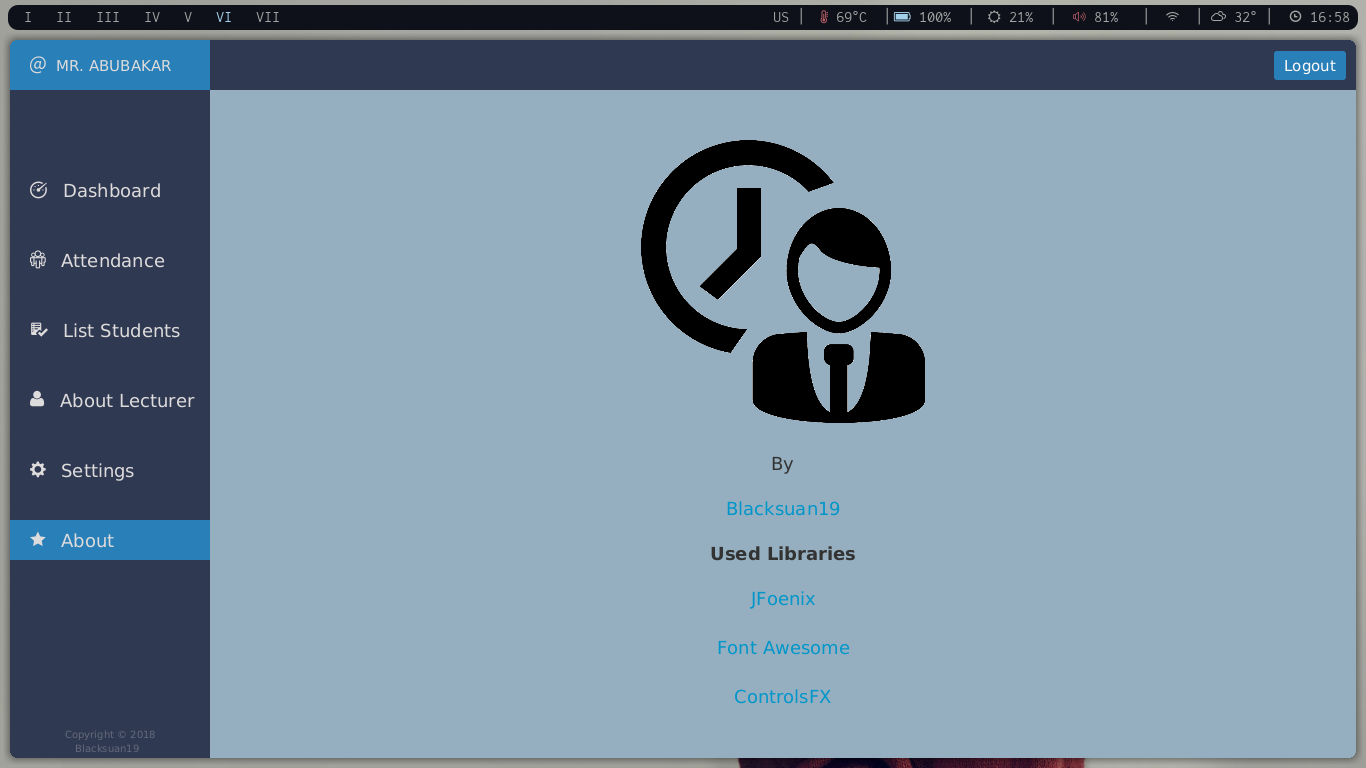 I II III IV V VI VII US 69°C 100% 21% 81% 32° 16:58
@ MR. ABUBAKAR Logout
Dashboard
Attendance
List Students
About Lecturer
Settings
About
By
Blacksuan19
Used Libraries
JFoenix
Font Awesome
ControlsFX
Copyright © 2018
Blacksuan19